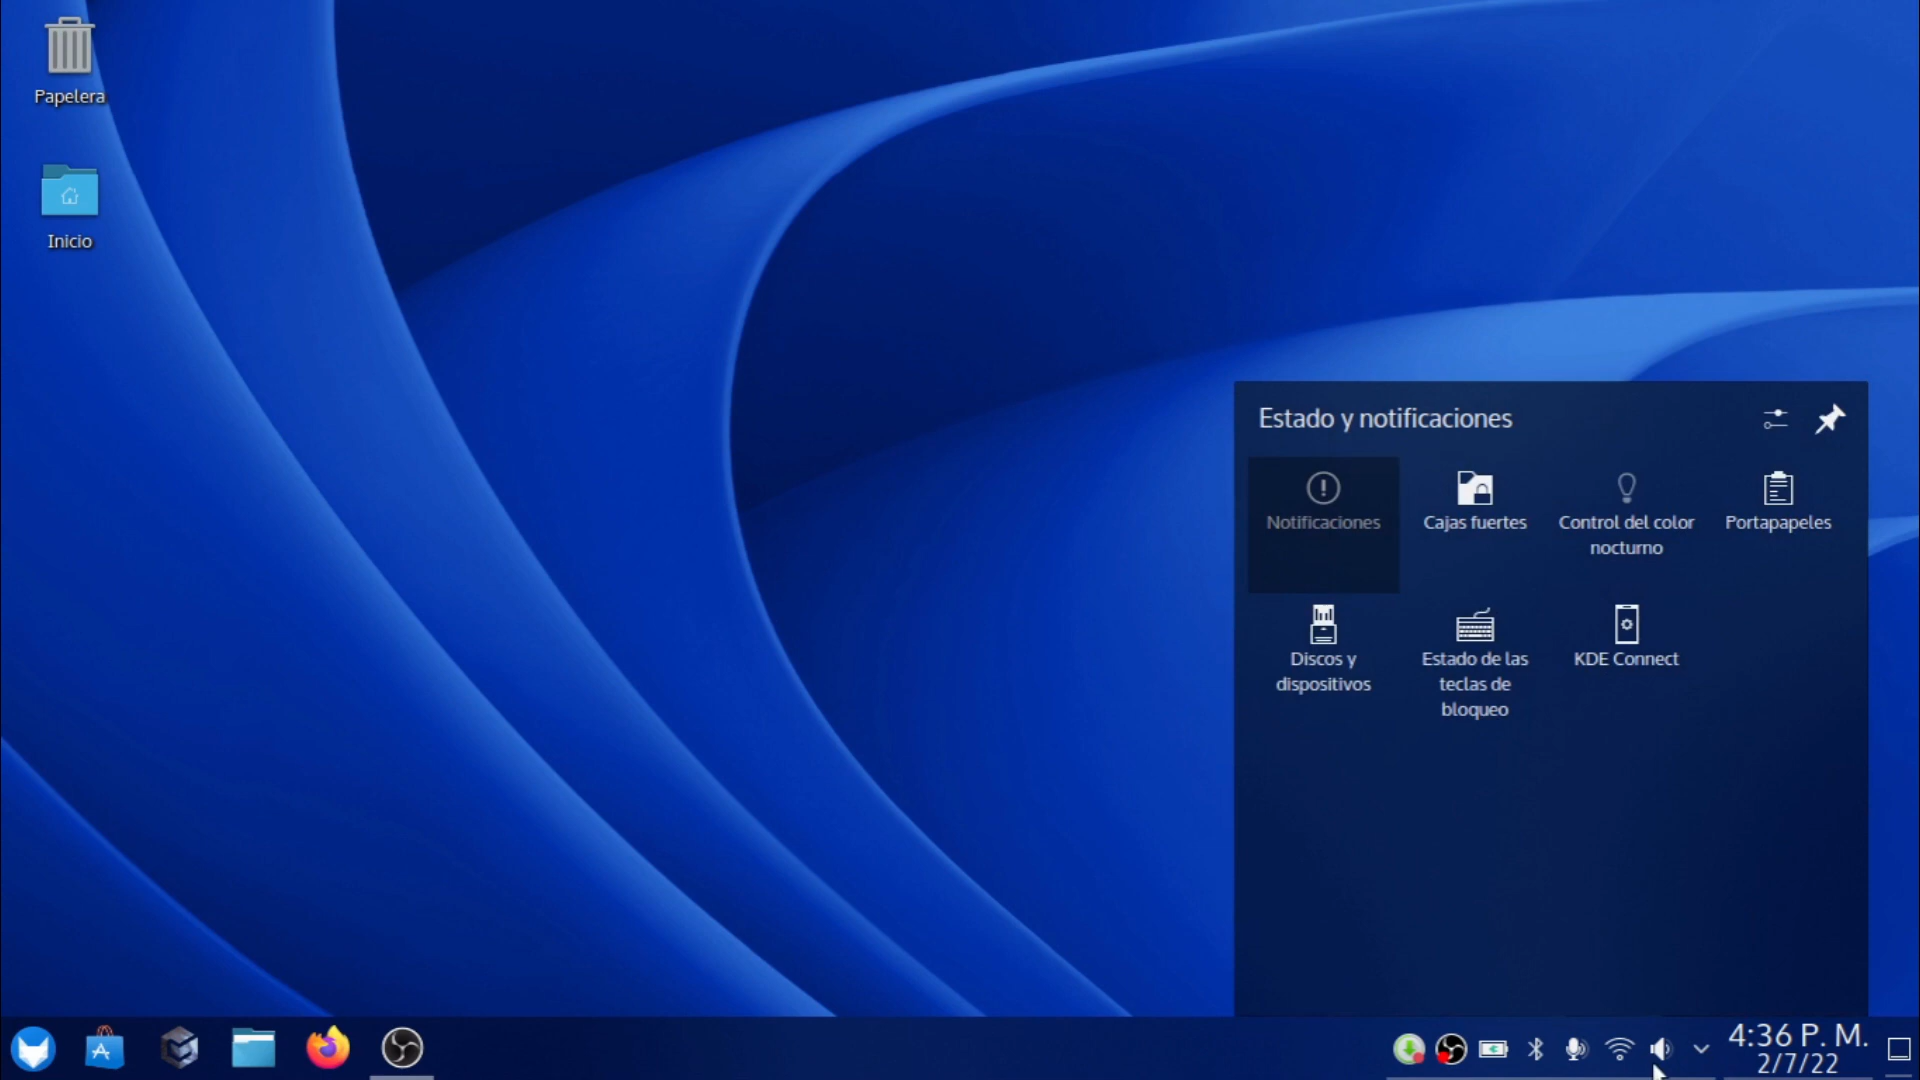 Papelera
Inicio
Estado y notificaciones
Notificaciones
Cajas fuertes
Control del color
nocturno
Portapapeles
Discos y
dispositivos
Estado de las
teclas de
bloqueo
KDE Connect
4:36 P. M.
2/7/22